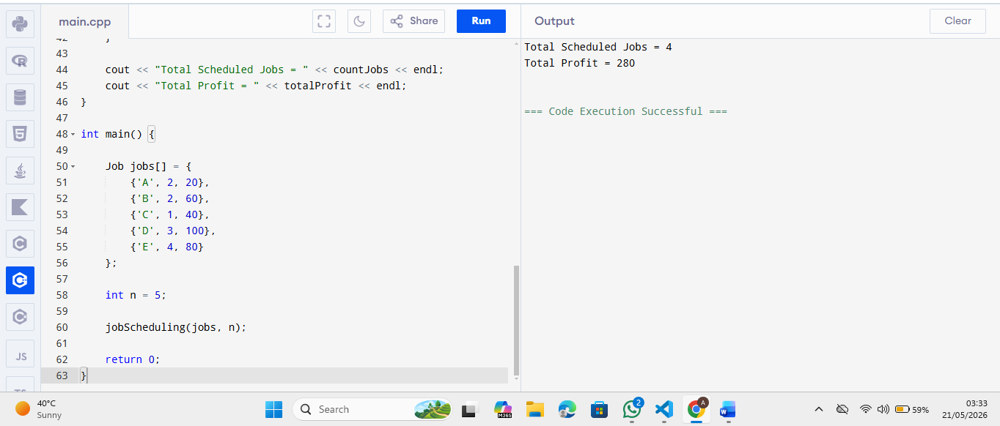 main.cpp
Share
Run
Output
Clear
42 }
43
44 cout << "Total Scheduled Jobs = " << countJobs << endl;
45 cout << "Total Profit = " << totalProfit << endl;
46 }
47
48 int main() {
49
50 Job jobs[] = {
51 {'A', 2, 20},
52 {'B', 2, 60},
53 {'C', 1, 40},
54 {'D', 3, 100},
55 {'E', 4, 80}
56 };
57
58 int n = 5;
59
60 jobScheduling(jobs, n);
61
62 return 0;
63 }
Total Scheduled Jobs = 4
Total Profit = 280
=== Code Execution Successful ===
R
5
C
C
C
JS
40°C
Sunny
Search
M365
2
A
W
59%
03:33
21/05/2026